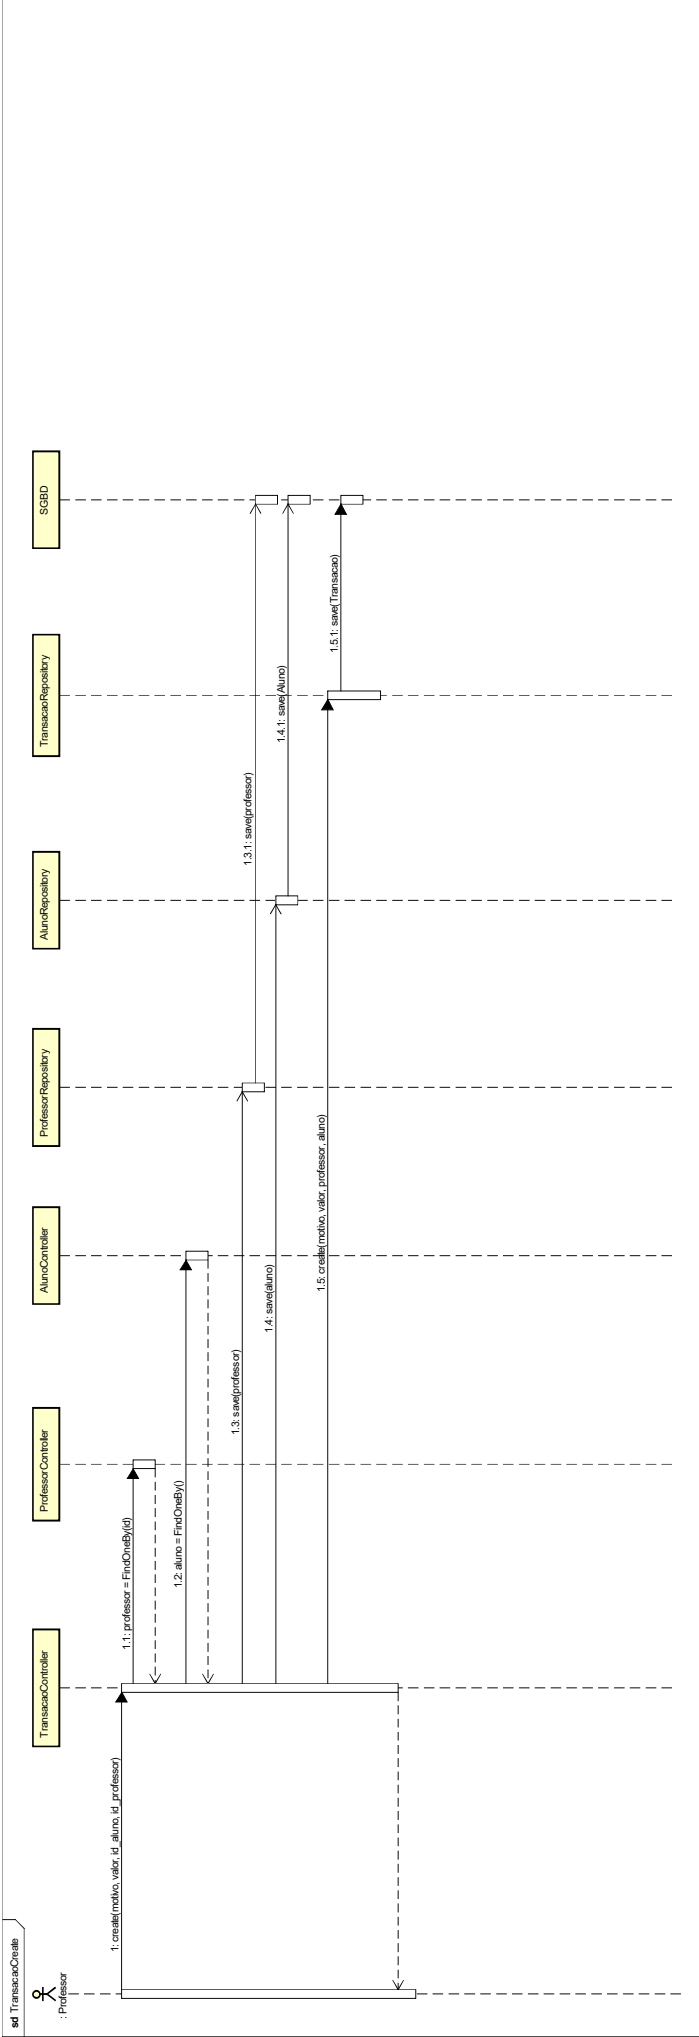 sd TransacaoCreate
: Professor
TransacaoController
ProfessorController
AlunoController
ProfessorRepository
AlunoRepository
TransacaoRepository
SGBD
1: create(motivo, valor, id_aluno, id_professor)
1.1: professor = FindOneBy(id)
1.2: aluno = FindOneBy()
1.3: save(professor)
1.3.1: save(professor)
1.4: save(aluno)
1.4.1: save(Aluno)
1.5: create(motivo, valor, professor, aluno)
1.5.1: save(Transacao)